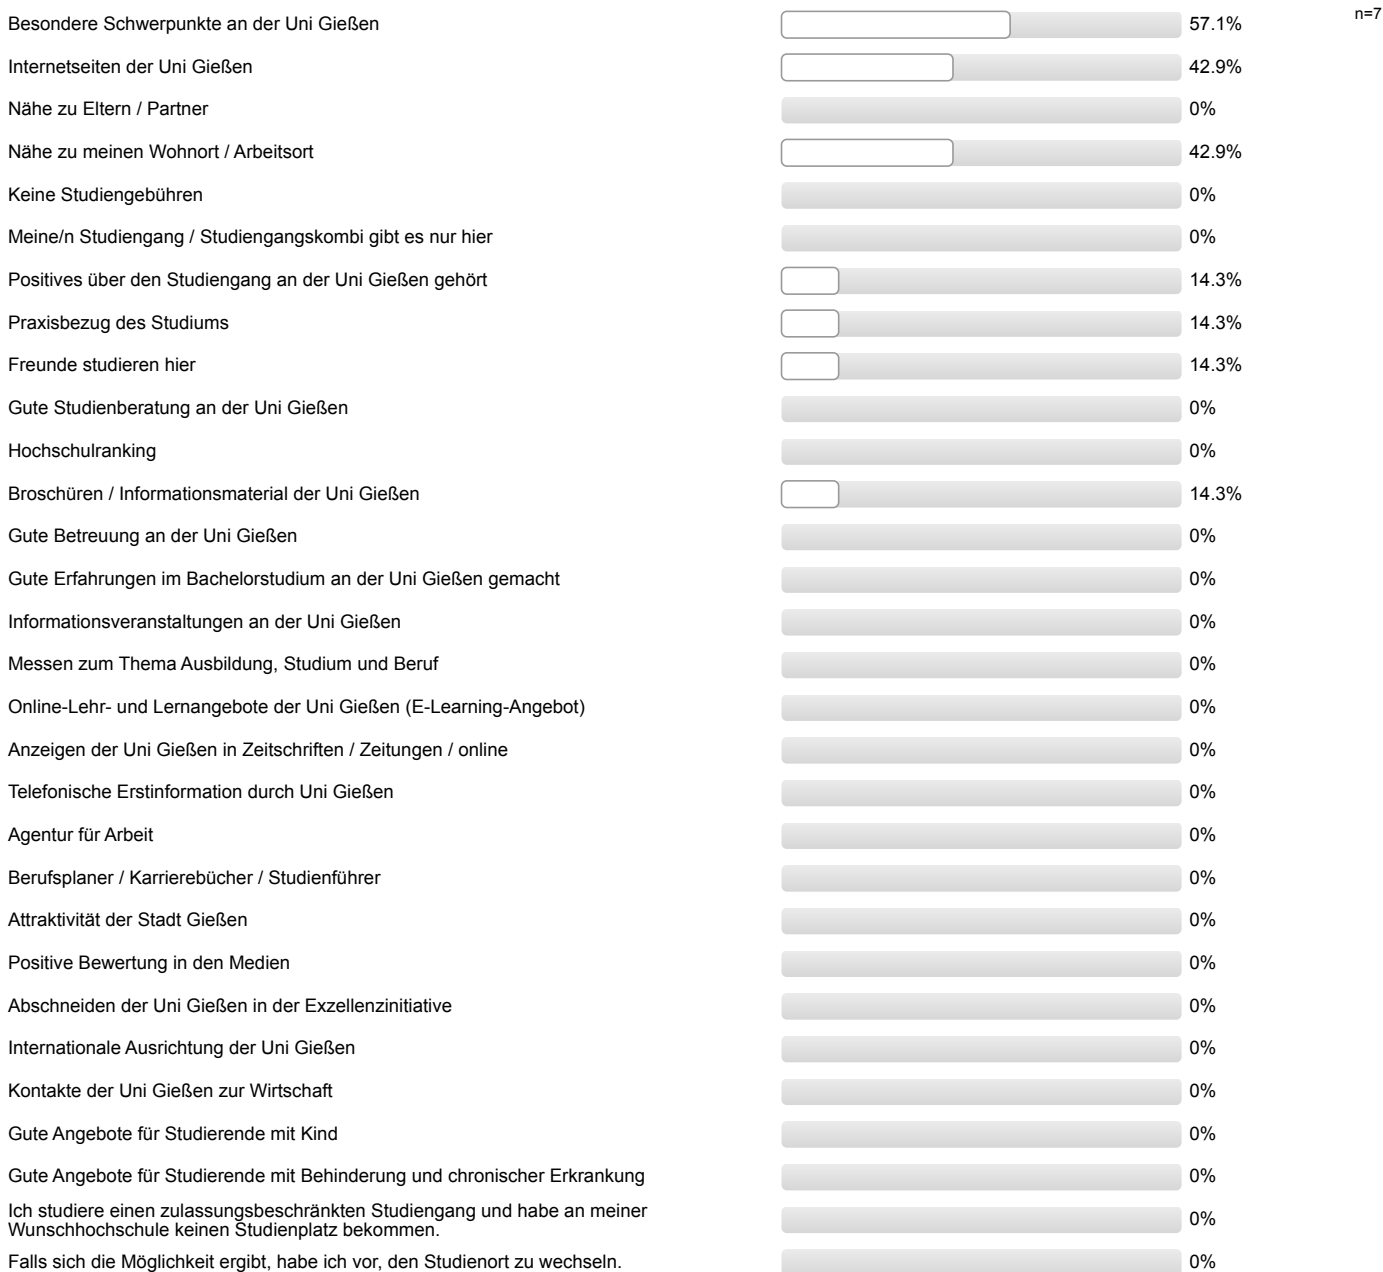 Besondere Schwerpunkte an der Uni Gießen 57.1% n=7
Internetseiten der Uni Gießen 42.9%
Nähe zu Eltern / Partner 0%
Nähe zu meinen Wohnort / Arbeitsort 42.9%
Keine Studiengebühren 0%
Meine/n Studiengang / Studiengangskombi gibt es nur hier 0%
Positives über den Studiengang an der Uni Gießen gehört 14.3%
Praxisbezug des Studiums 14.3%
Freunde studieren hier 14.3%
Gute Studienberatung an der Uni Gießen 0%
Hochschulranking 0%
Broschüren / Informationsmaterial der Uni Gießen 14.3%
Gute Betreuung an der Uni Gießen 0%
Gute Erfahrungen im Bachelorstudium an der Uni Gießen gemacht 0%
Informationsveranstaltungen an der Uni Gießen 0%
Messen zum Thema Ausbildung, Studium und Beruf 0%
Online-Lehr- und Lernangebote der Uni Gießen (E-Learning-Angebot) 0%
Anzeigen der Uni Gießen in Zeitschriften / Zeitungen / online 0%
Telefonische Erstinformation durch Uni Gießen 0%
Agentur für Arbeit 0%
Berufsplaner / Karrierebücher / Studienführer 0%
Attraktivität der Stadt Gießen 0%
Positive Bewertung in den Medien 0%
Abschneiden der Uni Gießen in der Exzellenzinitiative 0%
Internationale Ausrichtung der Uni Gießen 0%
Kontakte der Uni Gießen zur Wirtschaft 0%
Gute Angebote für Studierende mit Kind 0%
Gute Angebote für Studierende mit Behinderung und chronischer Erkrankung 0%
Ich studiere einen zulassungsbeschränkten Studiengang und habe an meiner
Wunschhochschule keinen Studienplatz bekommen. 0%
Falls sich die Möglichkeit ergibt, habe ich vor, den Studienort zu wechseln. 0%